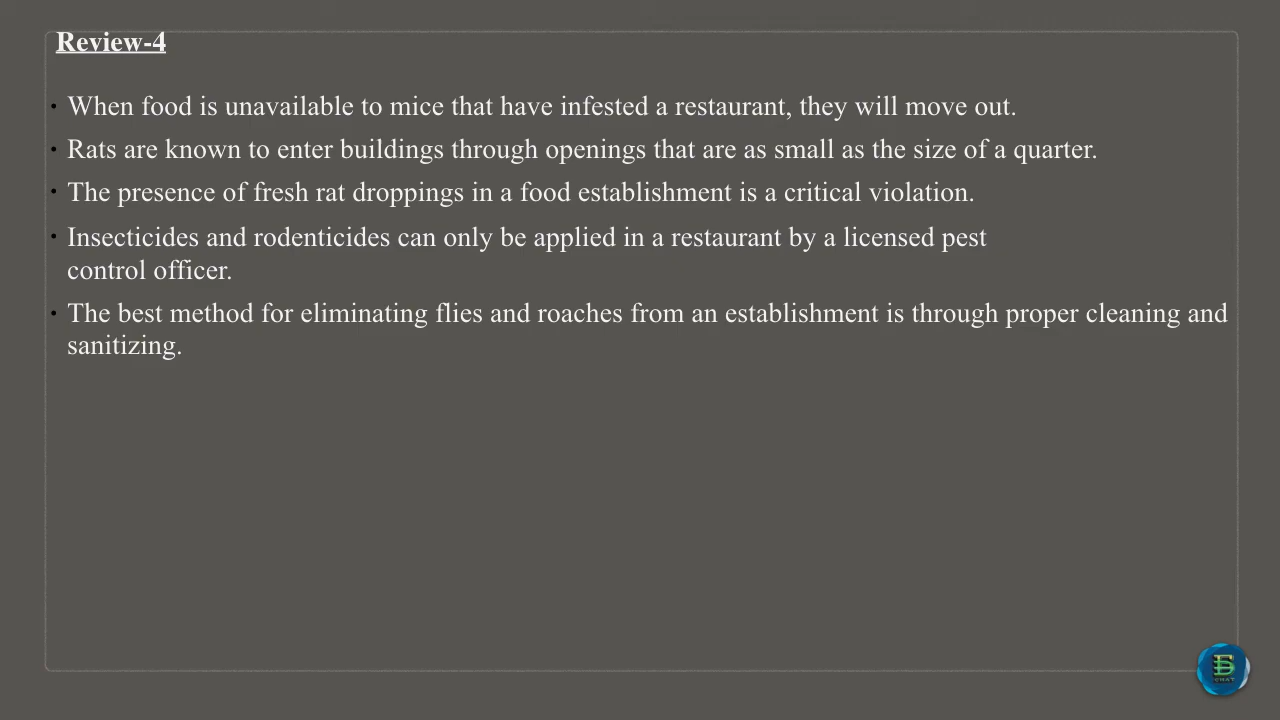 Review-4
• When food is unavailable to mice that have infested a restaurant, they will move out.
• Rats are known to enter buildings through openings that are as small as the size of a quarter.
• The presence of fresh rat droppings in a food establishment is a critical violation.
• Insecticides and rodenticides can only be applied in a restaurant by a licensed pest
control officer.
• The best method for eliminating flies and roaches from an establishment is through proper cleaning and
sanitizing.